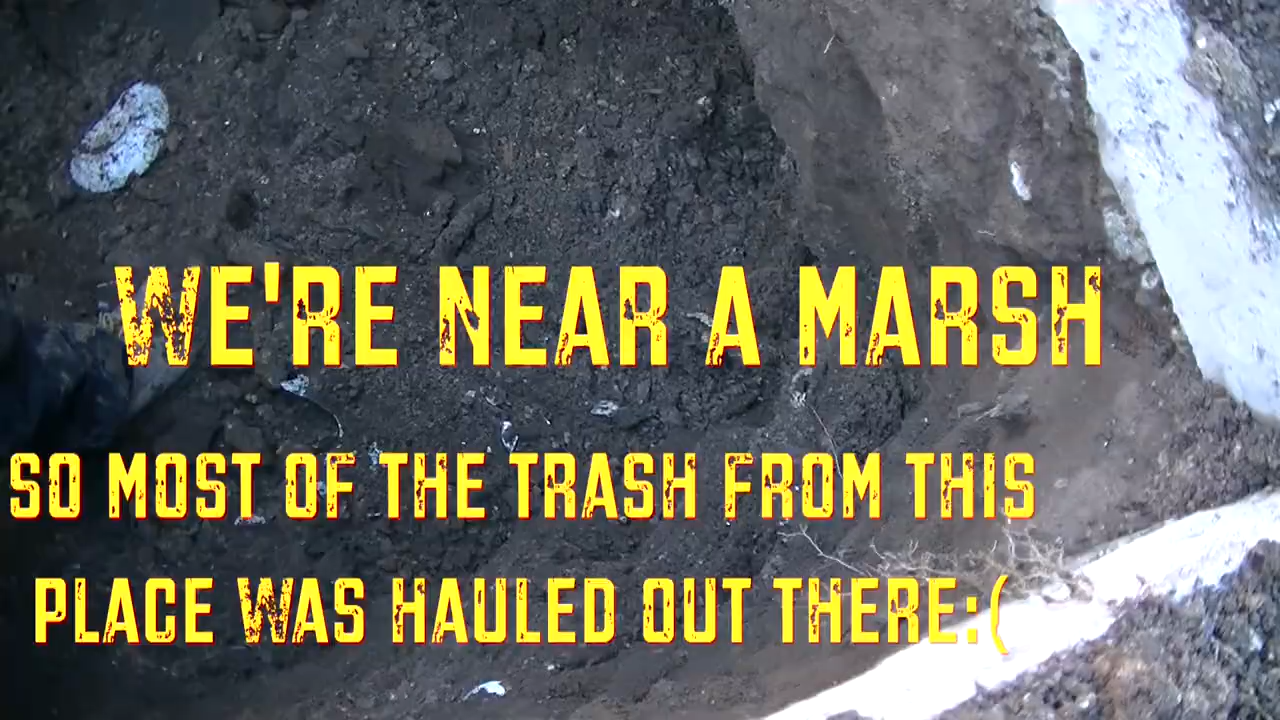 WE'RE NEAR A MARSH
SO MOST OF THE TRASH FROM THIS
PLACE WAS HAULED OUT THERE:(